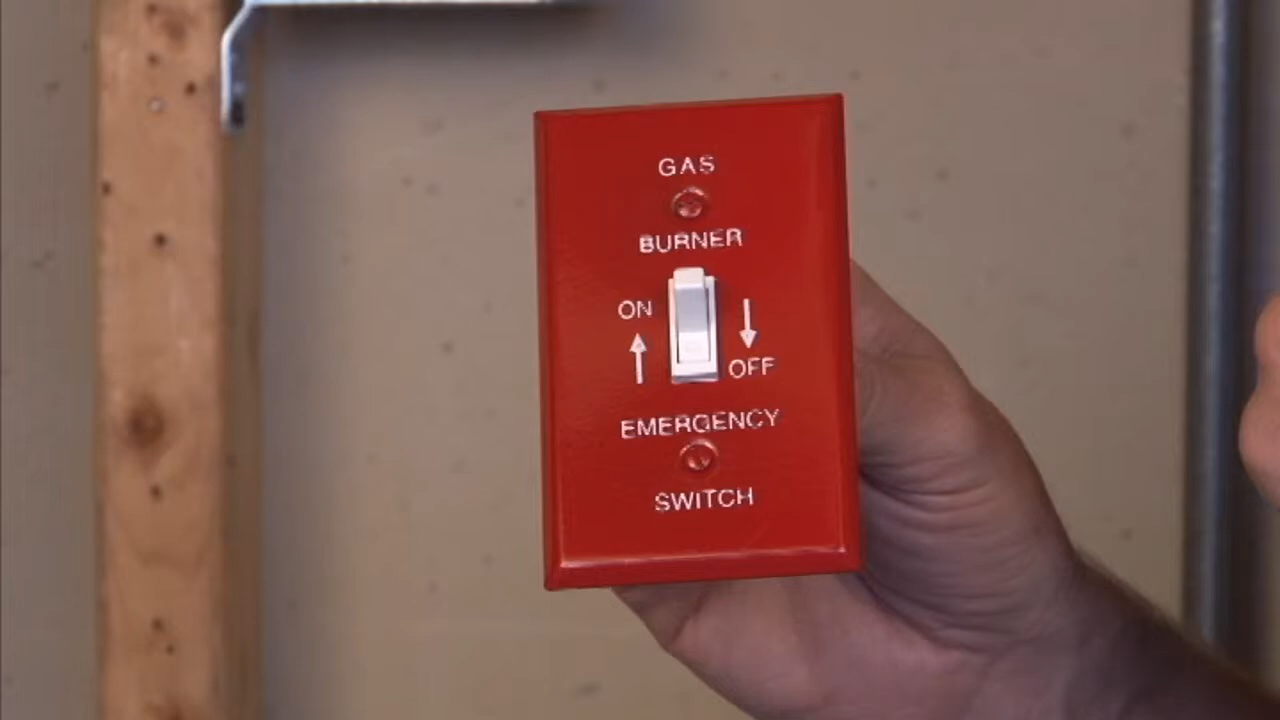 GAS
BURNER
ON
OFF
EMERGENCY
SWITCH